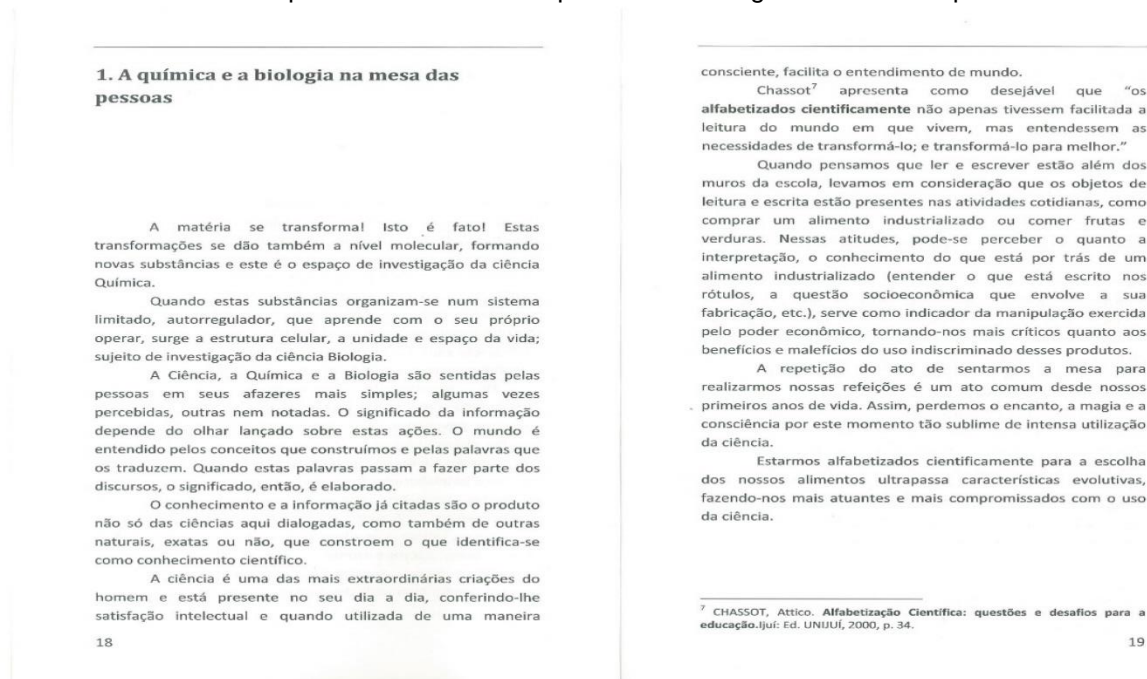 1. A química e a biologia na mesa das
pessoas
A matéria se transforma! Isto é fato! Estas
transformações se dão também a nível molecular, formando
novas substâncias e este é o espaço de investigação da ciência
Química.
Quando estas substâncias organizam-se num sistema
limitado, autorregulador, que aprende com o seu próprio
operar, surge a estrutura celular, a unidade e espaço da vida;
sujeito de investigação da ciência Biologia.
A Ciência, a Química e a Biologia são sentidas pelas
pessoas em seus afazeres mais simples; algumas vezes
percebidas, outras nem notadas. O significado da informação
depende do olhar lançado sobre estas ações. O mundo é
entendido pelos conceitos que construímos e pelas palavras que
os traduzem. Quando estas palavras passam a fazer parte dos
discursos, o significado, então, é elaborado.
O conhecimento e a informação já citadas são o produto
não só das ciências aqui dialogadas, como também de outras
naturais, exatas ou não, que constroem o que identifica-se
como conhecimento científico.
A ciência é uma das mais extraordinárias criações do
homem e está presente no seu dia a dia, conferindo-lhe
satisfação intelectual e quando utilizada de uma maneira
18
consciente, facilita o entendimento de mundo.
Chassot⁷ apresenta como desejável que “os
alfabetizados cientificamente não apenas tivessem facilitada a
leitura do mundo em que vivem, mas entendessem as
necessidades de transformá-lo; e transformá-lo para melhor.”
Quando pensamos que ler e escrever estão além dos
muros da escola, levamos em consideração que os objetos de
leitura e escrita estão presentes nas atividades cotidianas, como
comprar um alimento industrializado ou comer frutas e
verduras. Nessas atitudes, pode-se perceber o quanto a
interpretação, o conhecimento do que está por trás de um
alimento industrializado (entender o que está escrito nos
rótulos, a questão socioeconômica que envolve a sua
fabricação, etc.), serve como indicador da manipulação exercida
pelo poder econômico, tornando-nos mais críticos quanto aos
benefícios e malefícios do uso indiscriminado desses produtos.
A repetição do ato de sentarmos a mesa para
realizarmos nossas refeições é um ato comum desde nossos
primeiros anos de vida. Assim, perdemos o encanto, a magia e a
consciência por este momento tão sublime de intensa utilização
da ciência.
Estarmos alfabetizados cientificamente para a escolha
dos nossos alimentos ultrapassa características evolutivas,
fazendo-nos mais atuantes e mais compromissados com o uso
da ciência.
⁷ CHASSOT, Attico. Alfabetização Científica: questões e desafios para a
educação.Ijuí: Ed. UNIJUÍ, 2000, p. 34.
19